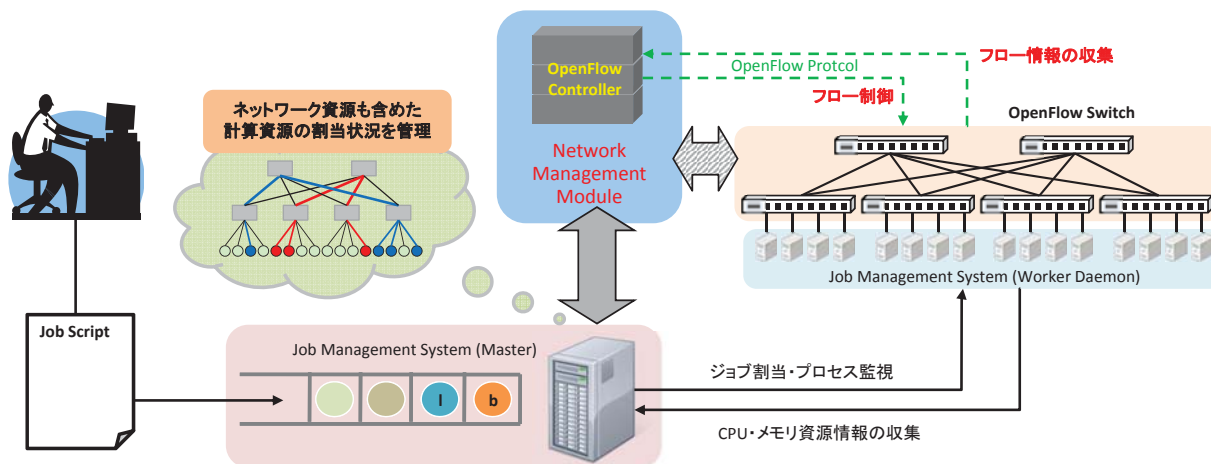 OpenFlow
Controller
Network
Management
Module
OpenFlow Protcol
フロー情報の収集
フロー制御
OpenFlow Switch
ネットワーク資源も含めた
計算資源の割当状況を管理
Job Management System (Worker Daemon)
Job Script
Job Management System (Master)
l
b
ジョブ割当・プロセス監視
CPU・メモリ資源情報の収集